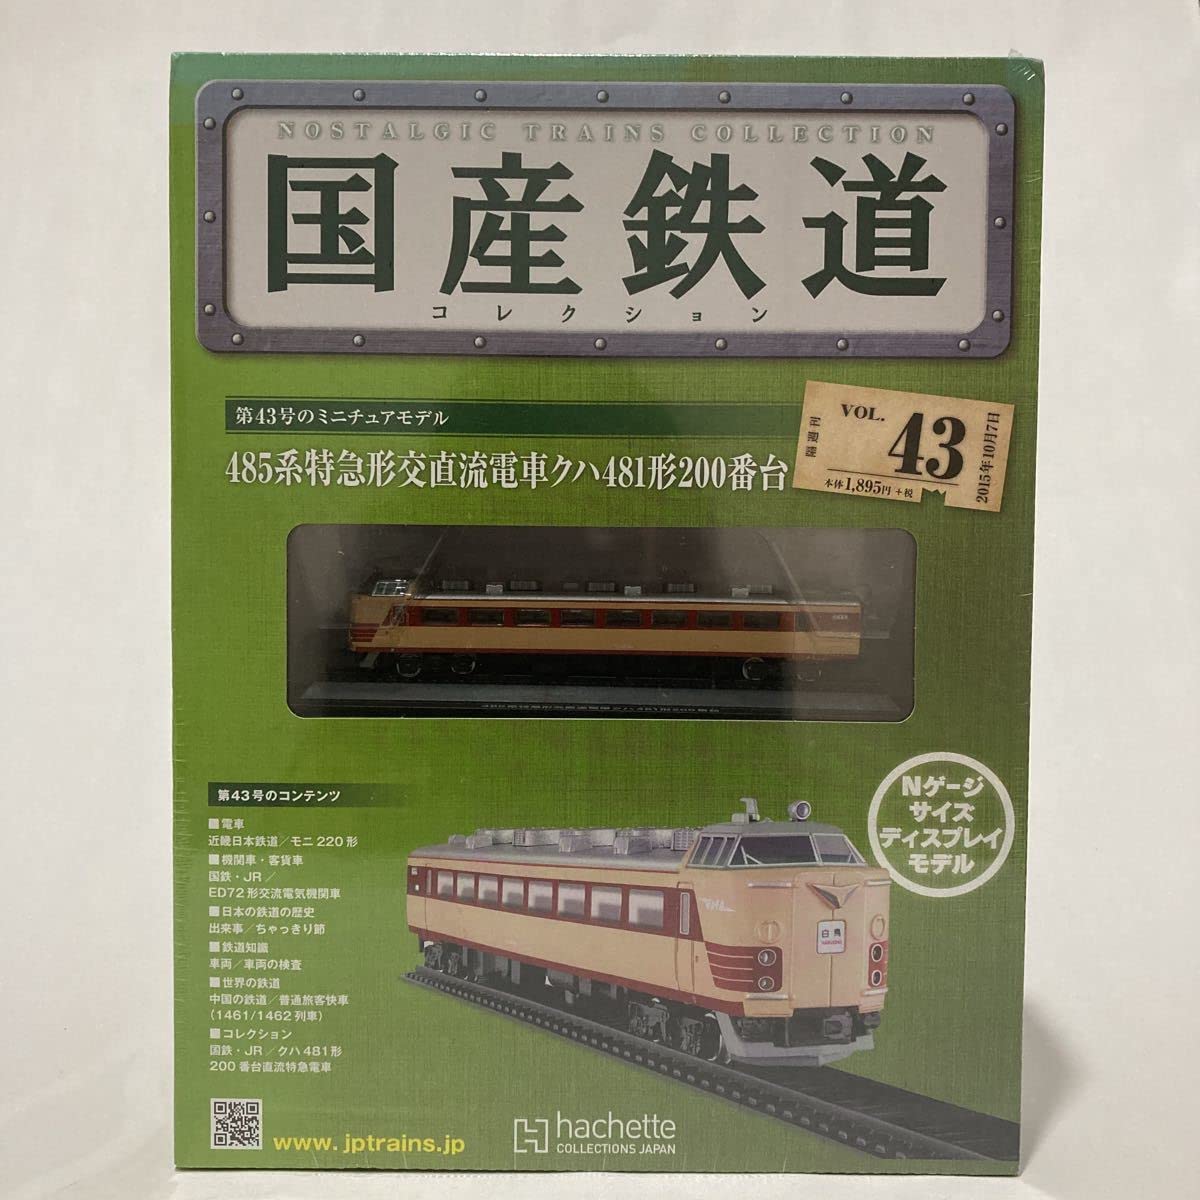 NOSTALGIC TRAINS COLLECTION
国産鉄道
コレクション
第43号のミニチュアモデル
485系特急形交直流電車クハ481形200番台
隔週刊
VOL.
43
本体1,895円+税
2015年10月7日
Nゲージ
サイズ
ディスプレイ
モデル
第43号のコンテンツ
■電車
近畿日本鉄道/モニ220形
■機関車・客貨車
国鉄・JR/
ED72形交流電気機関車
■日本の鉄道の歴史
出来事/ちゃっきり節
■鉄道知識
車両/車両の検査
■世界の鉄道
中国の鉄道/普通旅客快車
(1461/1462列車)
■コレクション
国鉄・JR/クハ481形
200番台直流特急電車
白鳥
www.jptrains.jp
hachette
COLLECTIONS JAPAN